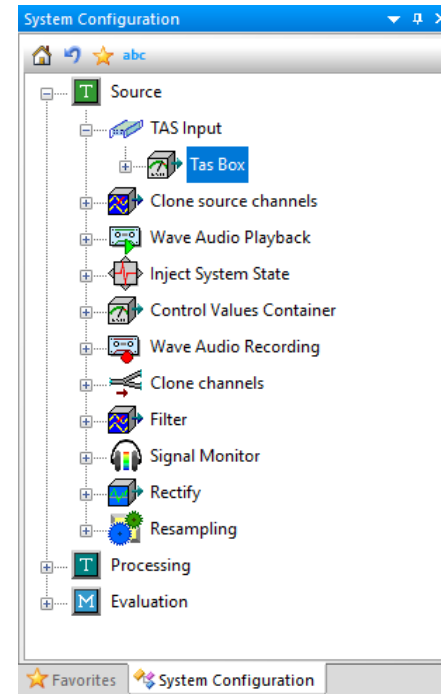 System Configuration
abc
T Source
TAS Input
Tas Box
Clone source channels
Wave Audio Playback
Inject System State
Control Values Container
Wave Audio Recording
Clone channels
Filter
Signal Monitor
Rectify
Resampling
T Processing
M Evaluation
Favorites System Configuration